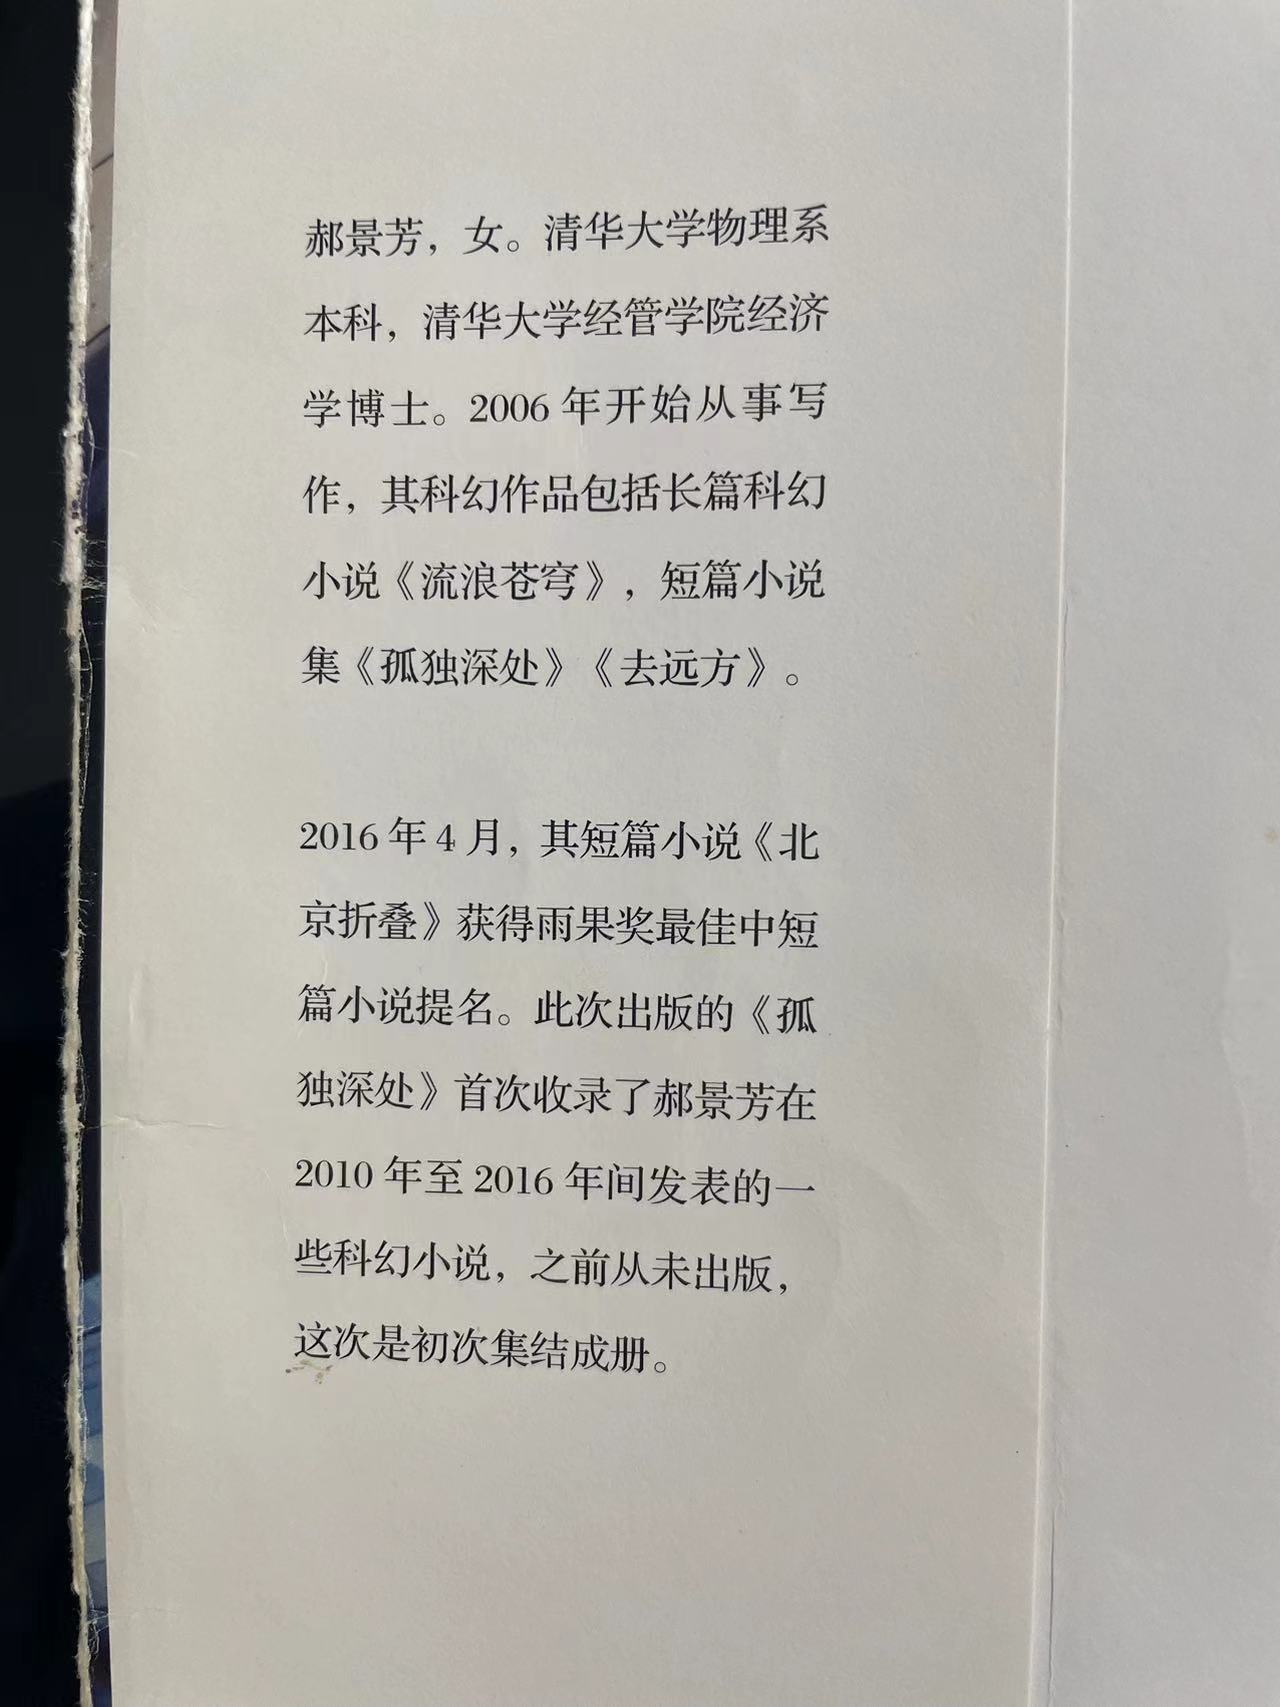 郝景芳，女。清华大学物理系
本科，清华大学经管学院经济
学博士。2006 年开始从事写
作，其科幻作品包括长篇科幻
小说《流浪苍穹》，短篇小说
集《孤独深处》《去远方》。
2016 年 4 月，其短篇小说《北
京折叠》获得雨果奖最佳中短
篇小说提名。此次出版的《孤
独深处》首次收录了郝景芳在
2010 年至 2016 年间发表的一
些科幻小说，之前从未出版，
这次是初次集结成册。